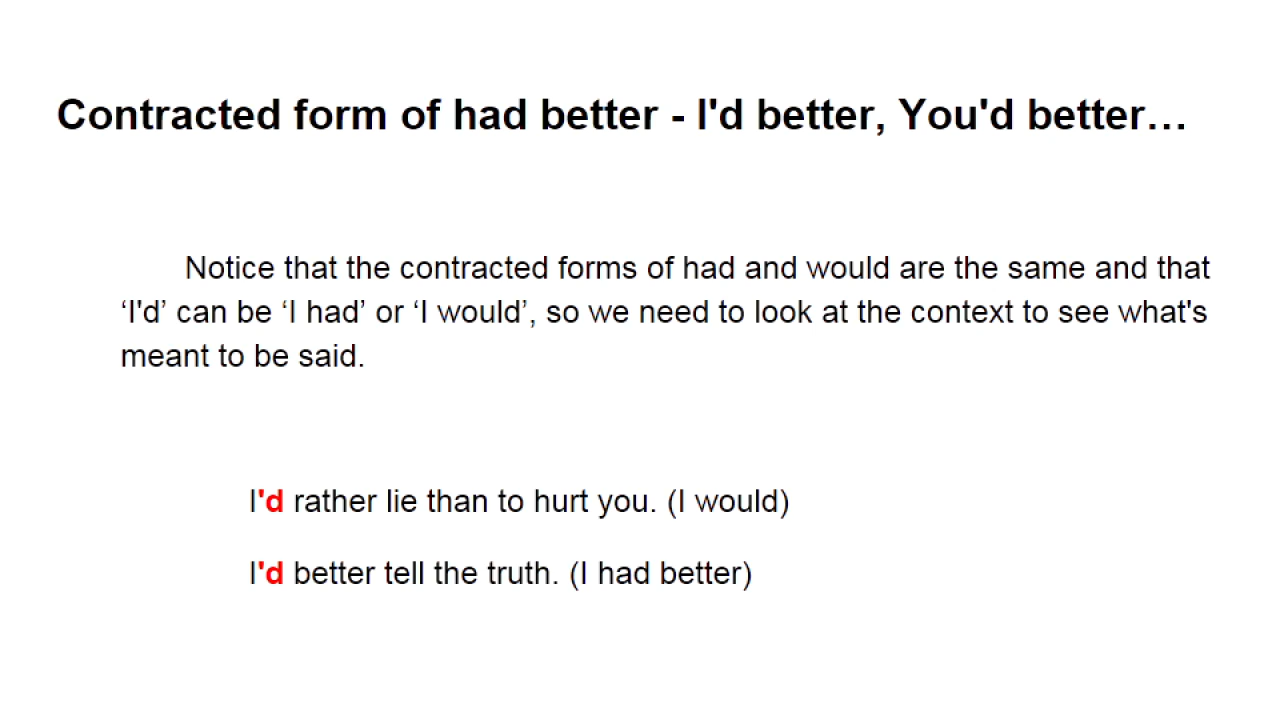 Contracted form of had better - I'd better, You'd better…
Notice that the contracted forms of had and would are the same and that
‘I'd’ can be ‘I had’ or ‘I would’, so we need to look at the context to see what's
meant to be said.
I'd rather lie than to hurt you. (I would)
I'd better tell the truth. (I had better)